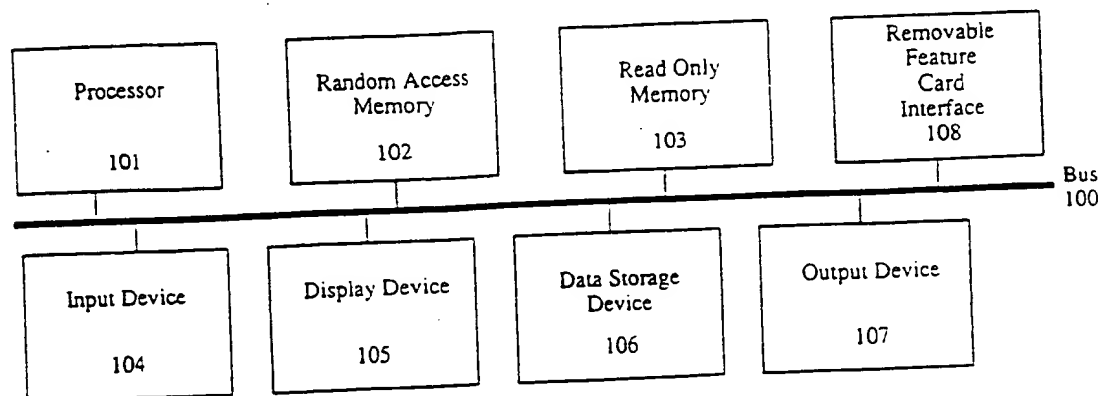 Processor
101
Random Access
Memory
102
Read Only
Memory
103
Removable
Feature
Card
Interface
108
Bus
100
Input Device
104
Display Device
105
Data Storage
Device
106
Output Device
107